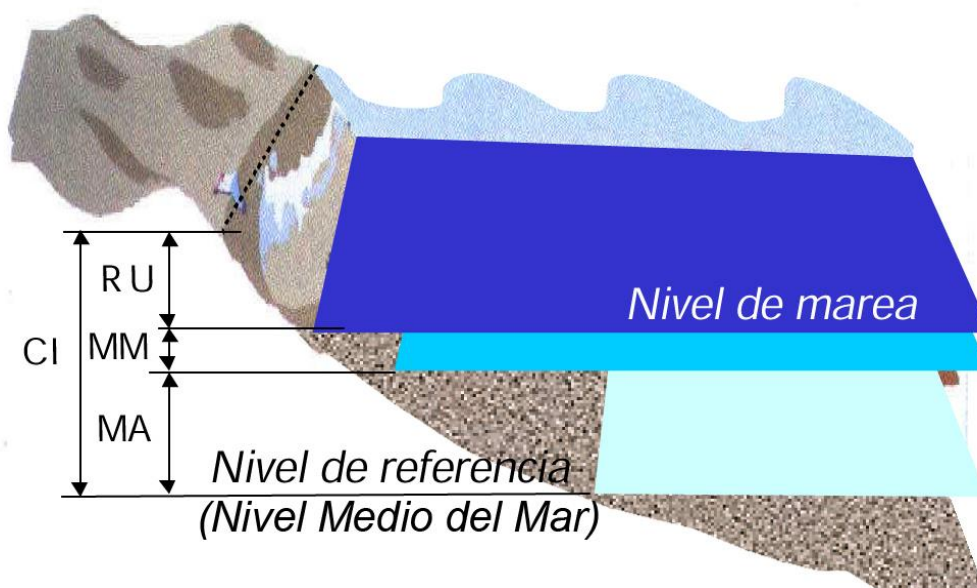 RU
Nivel de marea
CI
MM
MA
Nivel de referencia
(Nivel Medio del Mar)